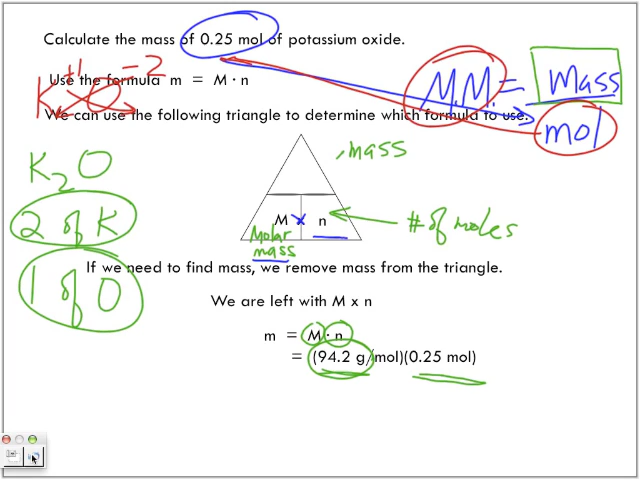 Calculate the mass of 0.25 mol of potassium oxide.
K+1 O-2
Use the formula m = M · n
M.M. = mass
mol
We can use the following triangle to determine which formula to use.
K2O
mass
2 of K
M x n
# of moles
Molar
mass
If we need to find mass, we remove mass from the triangle.
1 of O
We are left with M x n
m = M · n
= (94.2 g/mol)(0.25 mol)